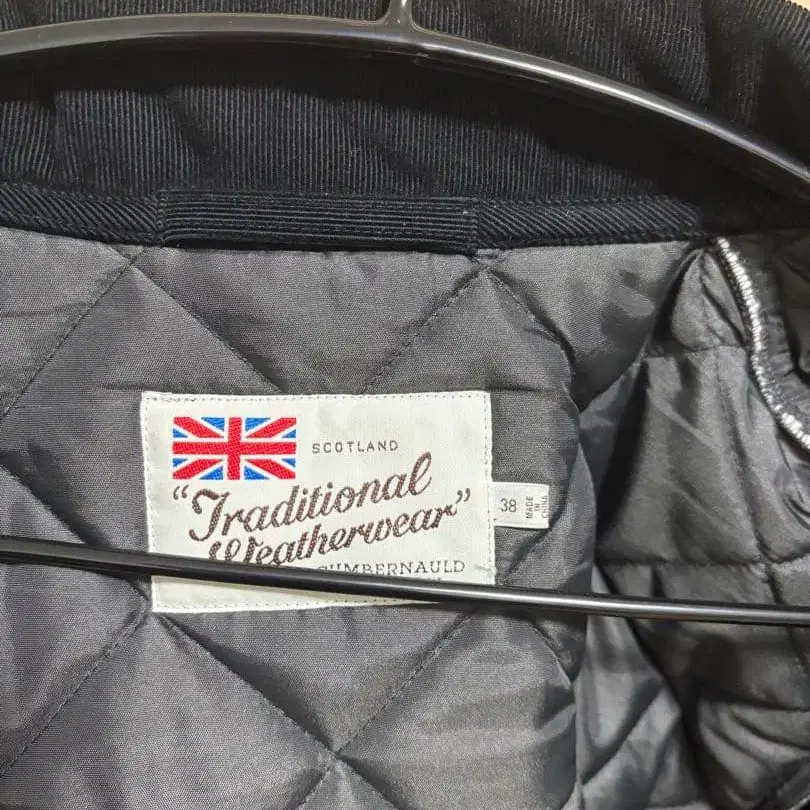 SCOTLAND
"Traditional
Weatherwear"
CUMBERNAULD
38
MADE
IN
CHINA